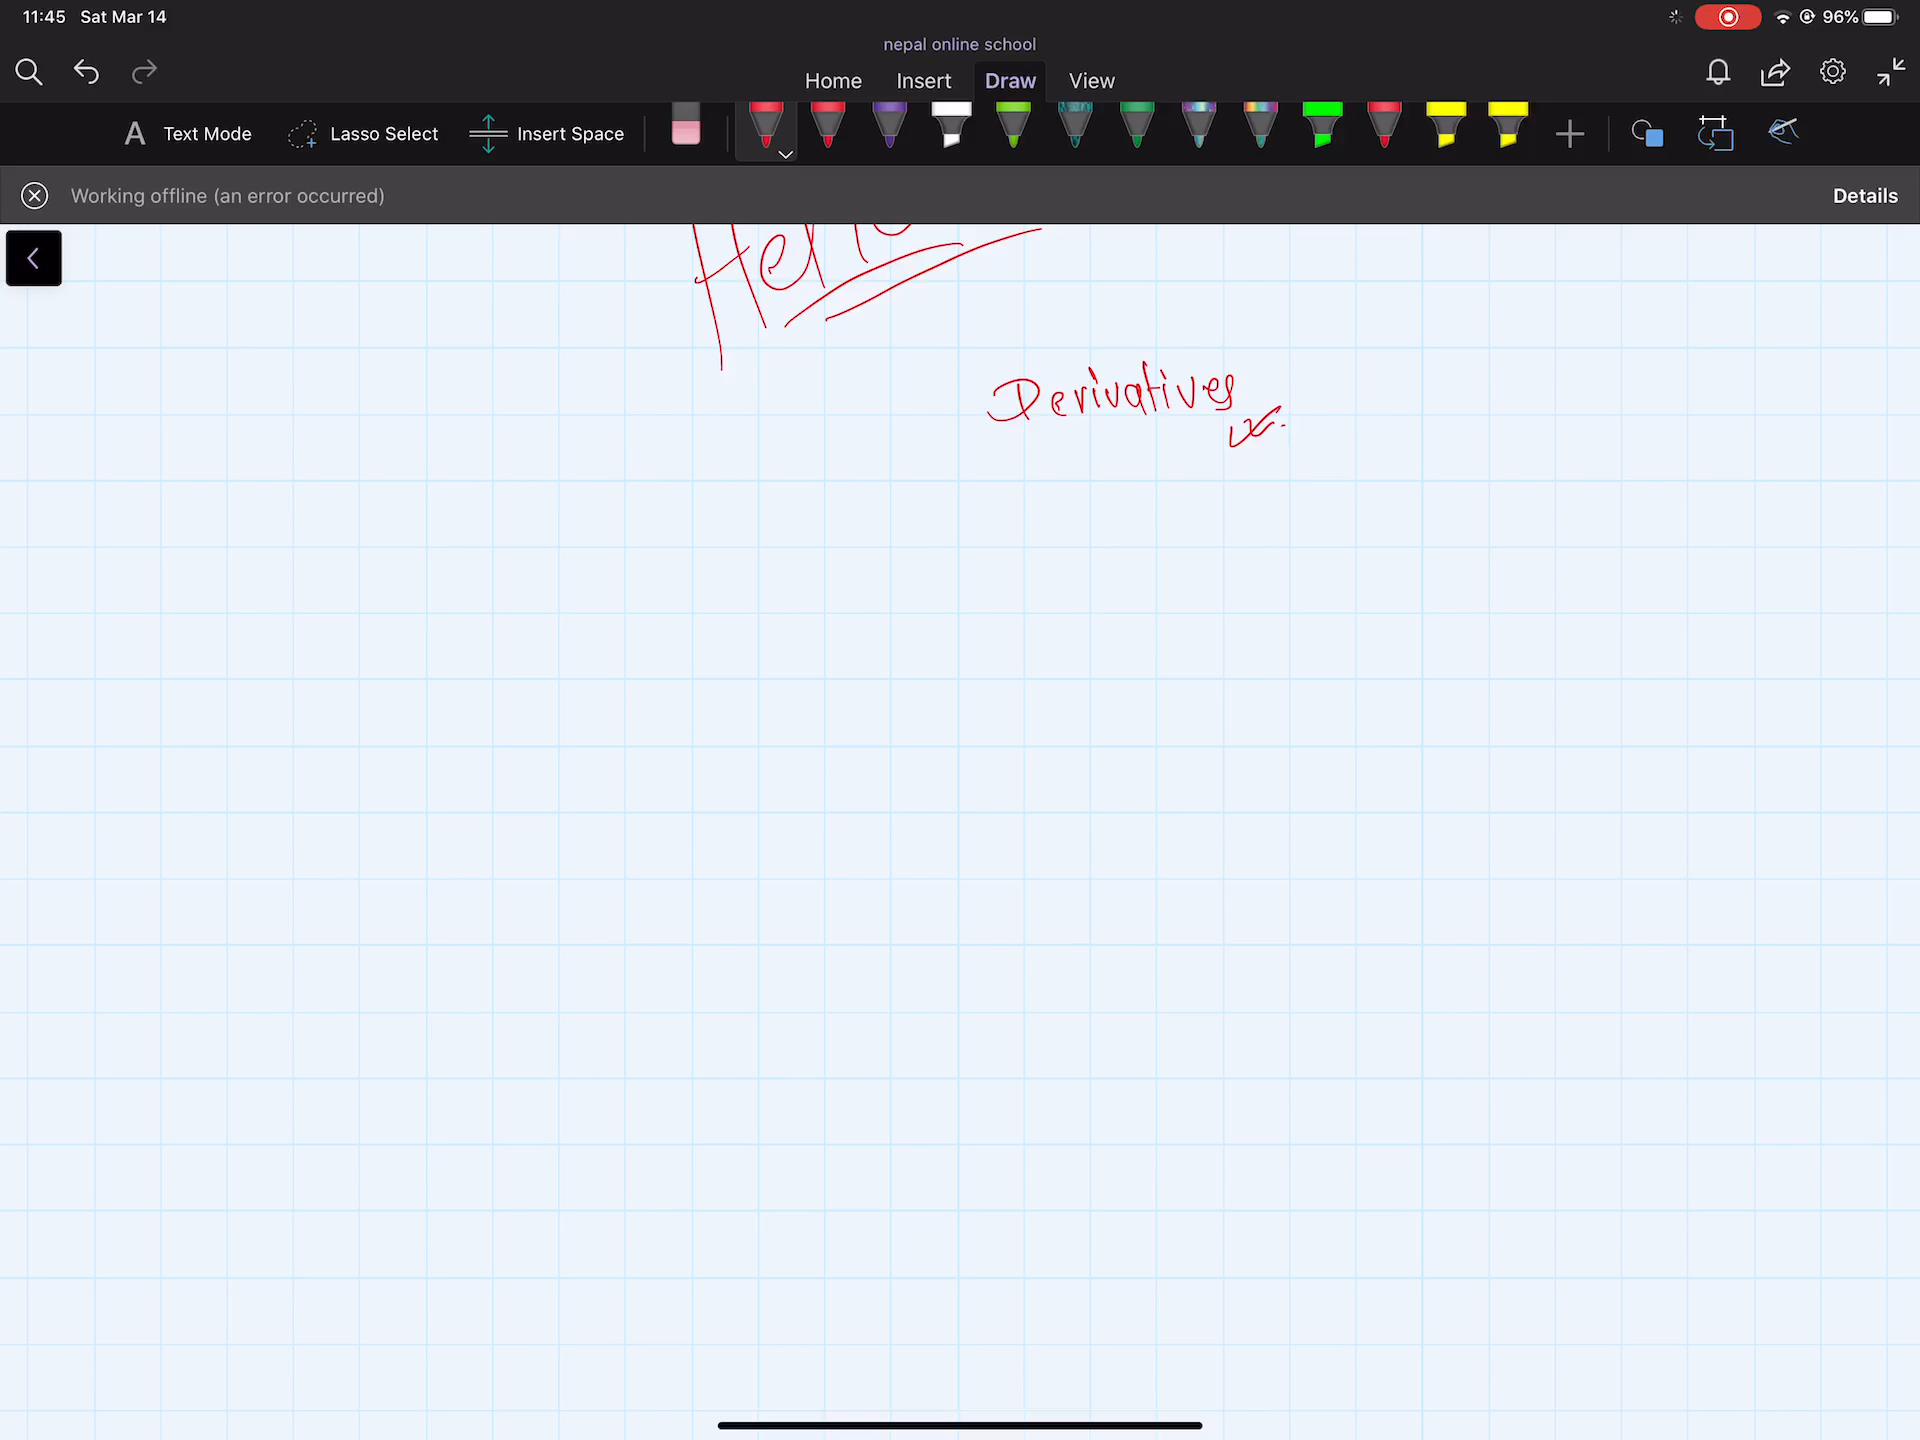 11:45 Sat Mar 14
96%
nepal online school
Home Insert Draw View
Text Mode Lasso Select Insert Space
Working offline (an error occurred) Details
Hello
Derivatives